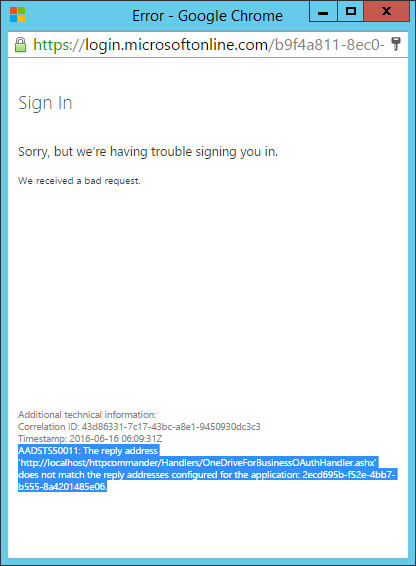 Error - Google Chrome
https://login.microsoftonline.com/b9f4a811-8ec0-
Sign In
Sorry, but we're having trouble signing you in.
We received a bad request.
Additional technical information:
Correlation ID: 43d86331-7c17-43bc-a8e1-9450930dc3c3
Timestamp: 2016-06-16 06:09:31Z
AADSTS50011: The reply address
'http://localhost/httpcommander/Handlers/OneDriveForBusinessOAuthHandler.ashx'
does not match the reply addresses configured for the application: 2ecd695b-f52e-4bb7-
b555-8a4201485e06.